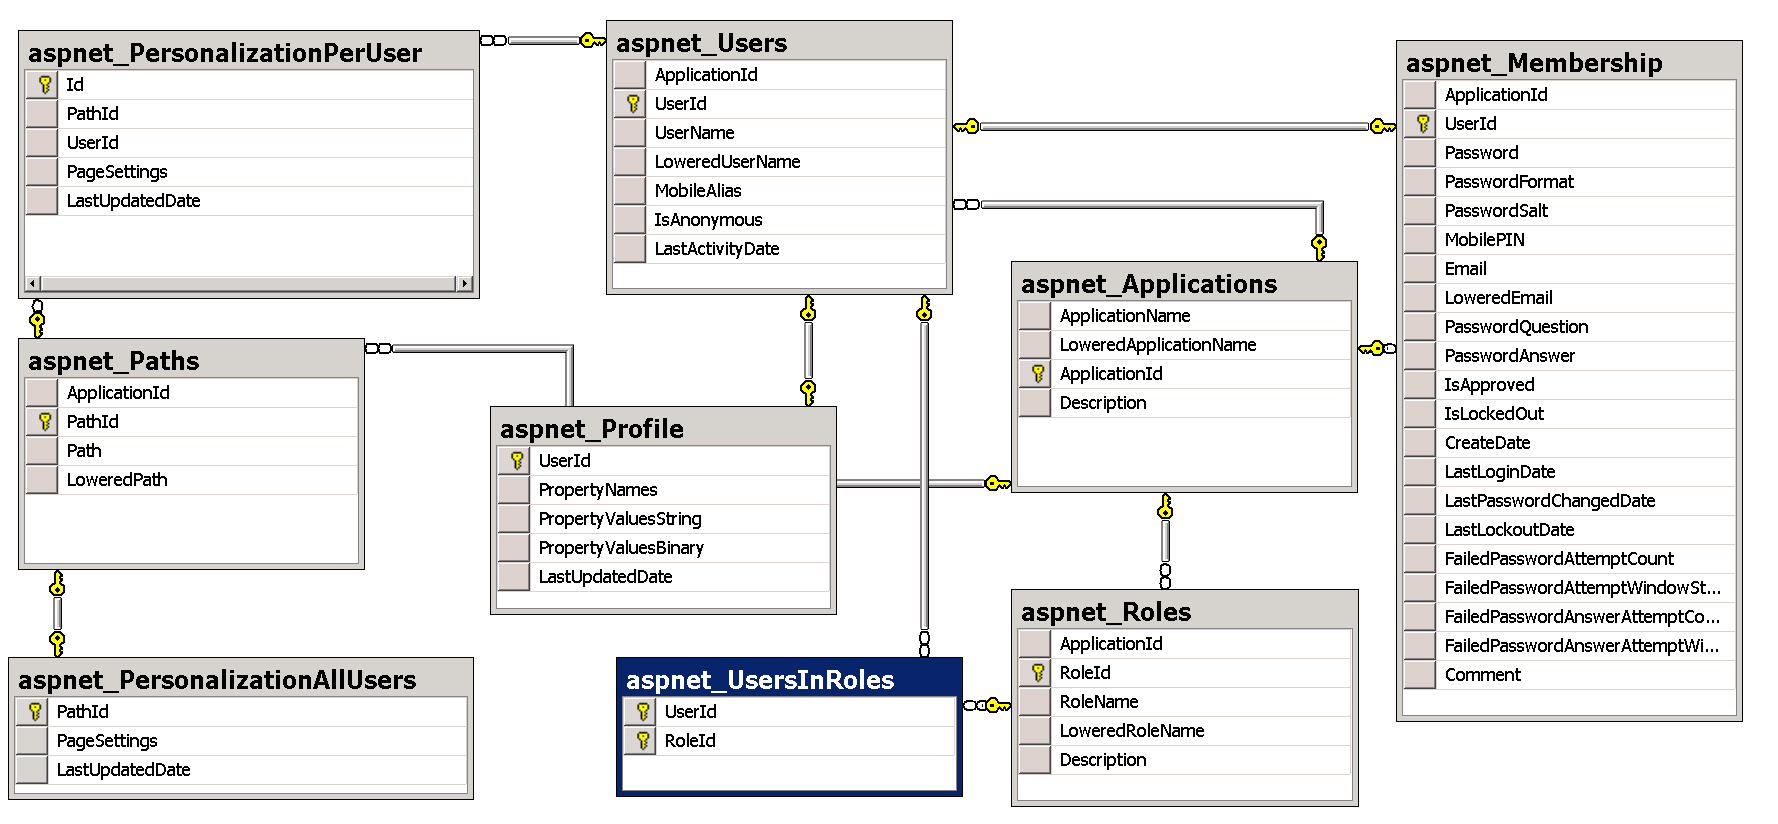 aspnet_PersonalizationPerUser
Id
PathId
UserId
PageSettings
LastUpdatedDate
aspnet_Users
ApplicationId
UserId
UserName
LoweredUserName
MobileAlias
IsAnonymous
LastActivityDate
aspnet_Membership
ApplicationId
UserId
Password
PasswordFormat
PasswordSalt
MobilePIN
Email
LoweredEmail
PasswordQuestion
PasswordAnswer
IsApproved
IsLockedOut
CreateDate
LastLoginDate
LastPasswordChangedDate
LastLockoutDate
FailedPasswordAttemptCount
FailedPasswordAttemptWindowSt...
FailedPasswordAnswerAttemptCo...
FailedPasswordAnswerAttemptWi...
Comment
aspnet_Applications
ApplicationName
LoweredApplicationName
ApplicationId
Description
aspnet_Paths
ApplicationId
PathId
Path
LoweredPath
aspnet_Profile
UserId
PropertyNames
PropertyValuesString
PropertyValuesBinary
LastUpdatedDate
aspnet_Roles
ApplicationId
RoleId
RoleName
LoweredRoleName
Description
aspnet_PersonalizationAllUsers
PathId
PageSettings
LastUpdatedDate
aspnet_UsersInRoles
UserId
RoleId